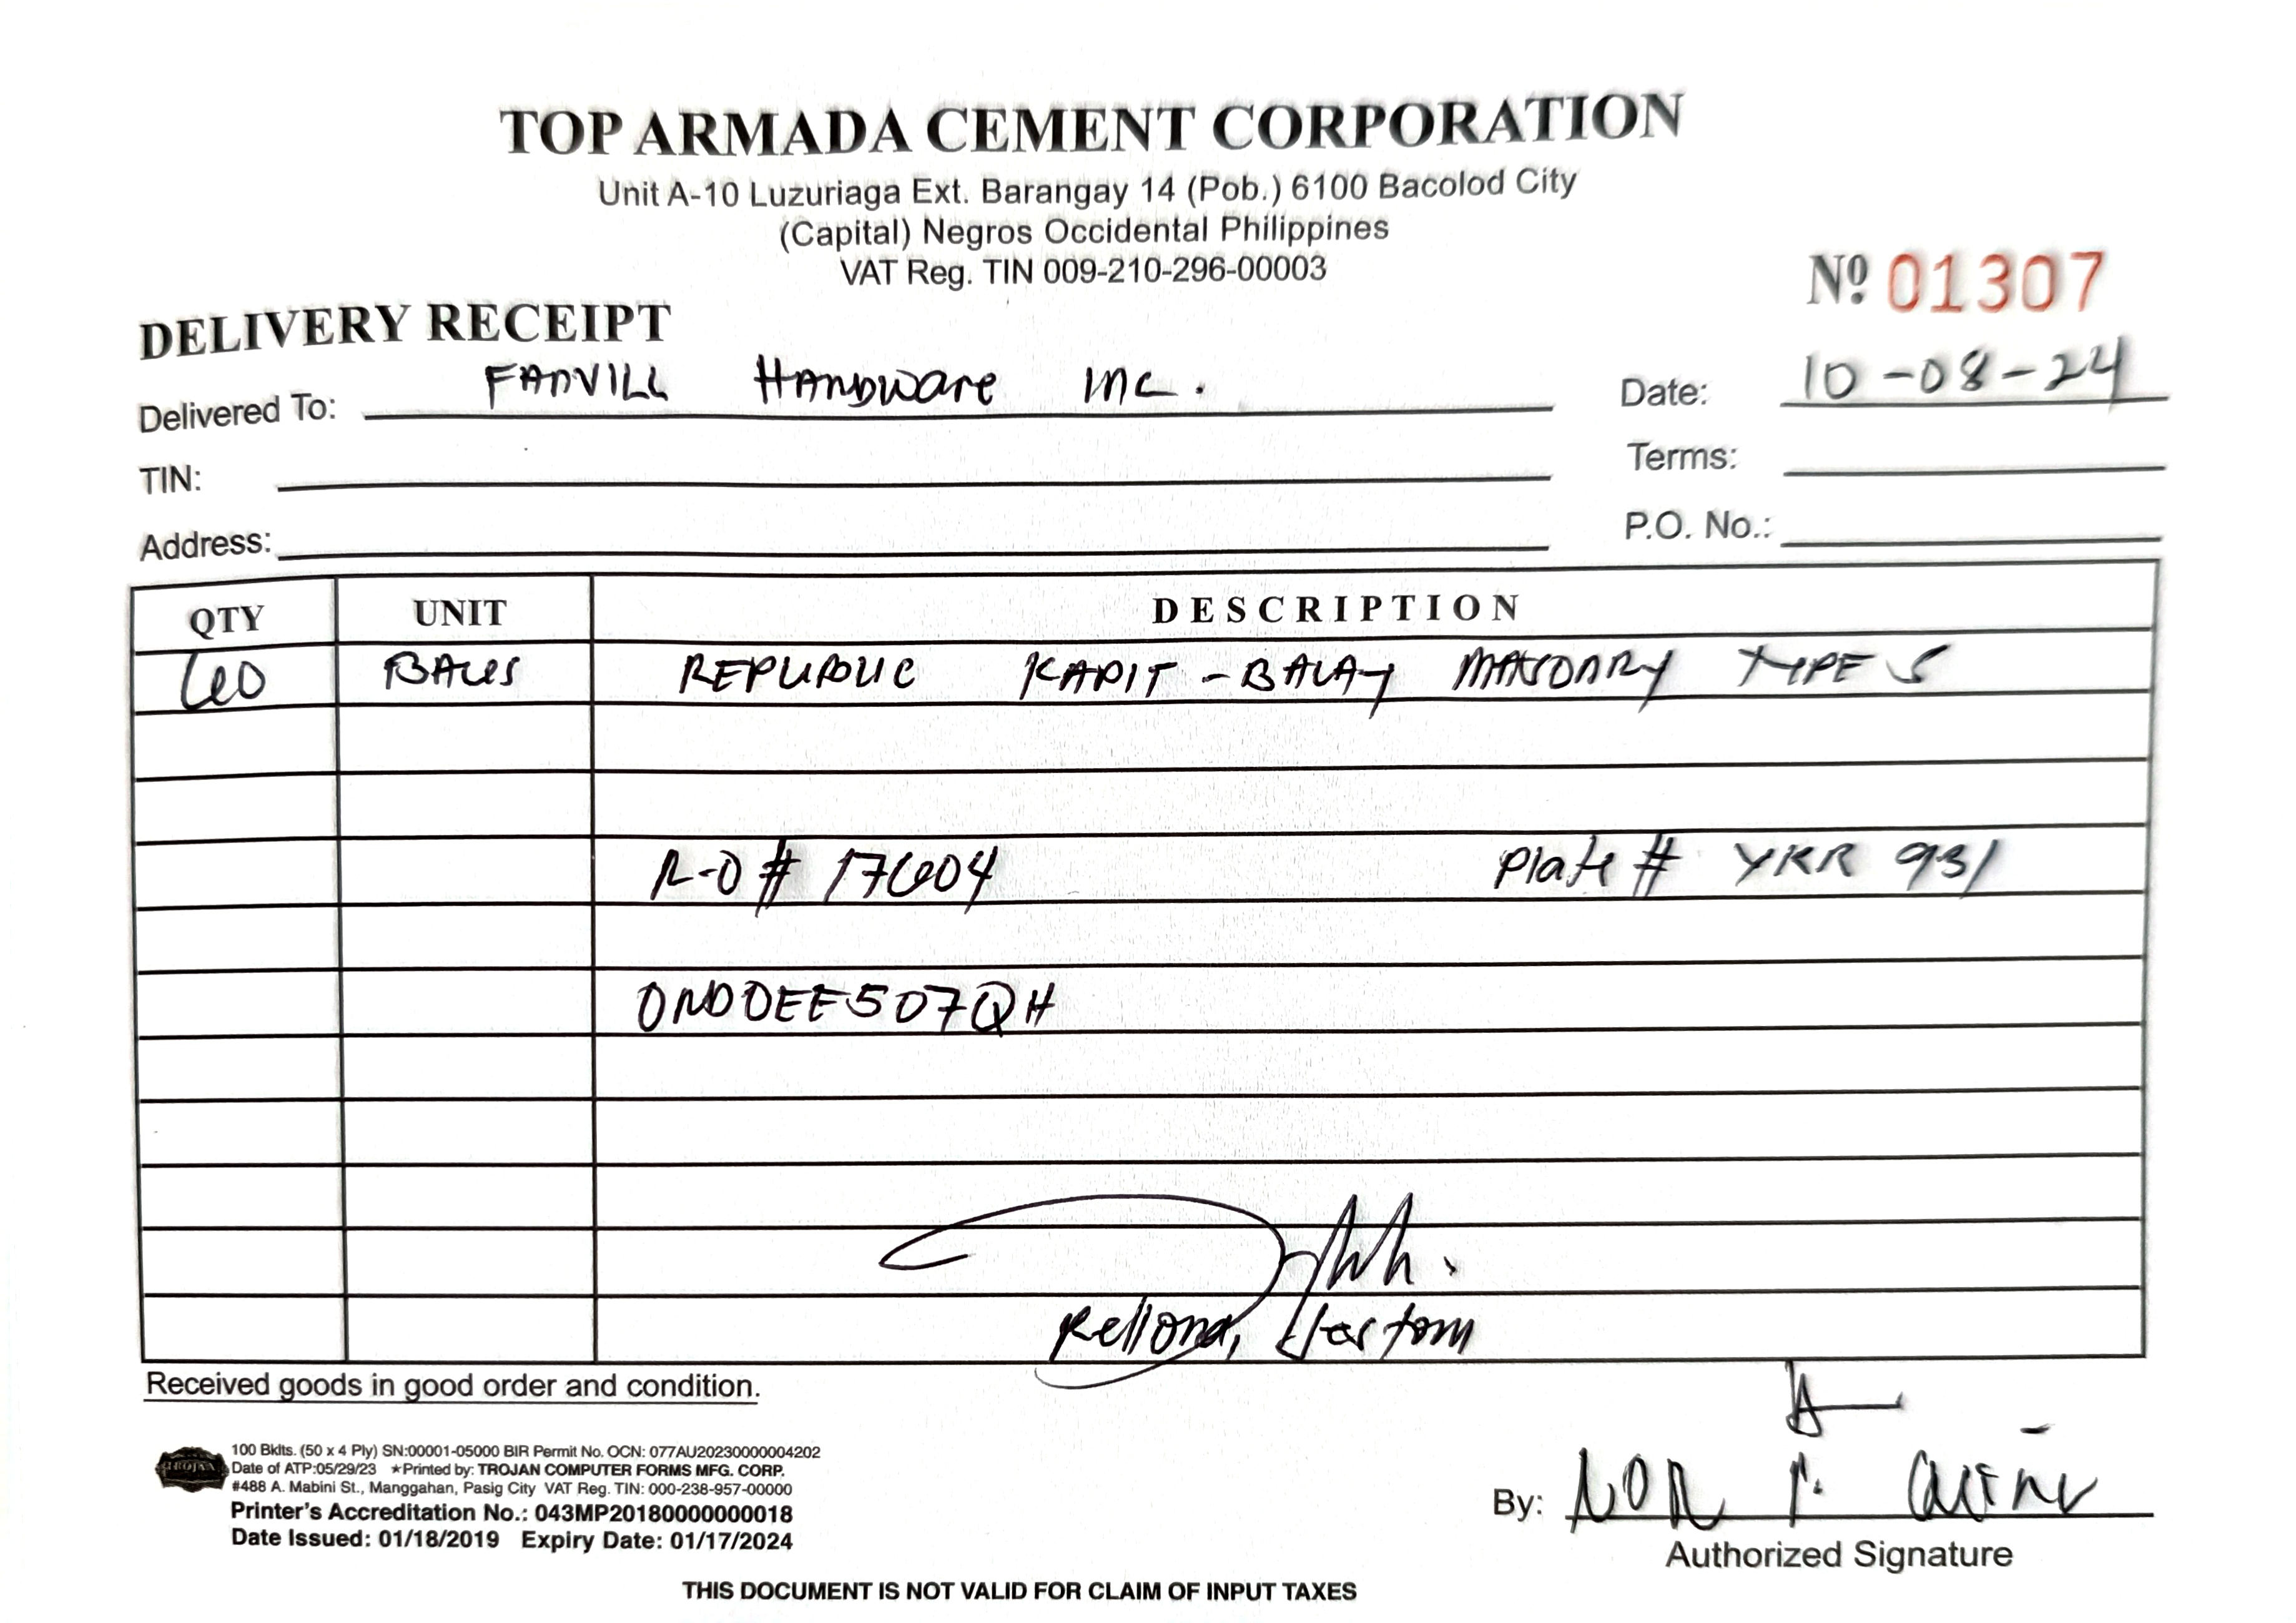 TOP ARMADA CEMENT CORPORATION
Unit A-10 Luzuriaga Ext. Barangay 14 (Pob.) 6100 Bacolod City
(Capital) Negros Occidental Philippines
VAT Reg. TIN 009-210-296-00003
Nº 01307
DELIVERY RECEIPT
Delivered To: FADVILL HARDware INC.
Date: 10-08-24
TIN:
Terms:
Address:
P.O. No.:
QTY UNIT DESCRIPTION
60 BAGS REPUBLIC KAPIT-BALAY MASONARY TYPE S
R-O # 17604 Plate # YKR 931
0ND0EE507QH
Rellona,
Received goods in good order and condition.
100 Bklts. (50 x 4 Ply) SN:00001-05000 BIR Permit No. OCN: 077AU20230000004202
TROJAN Date of ATP:05/29/23 ★Printed by: TROJAN COMPUTER FORMS MFG. CORP.
#488 A. Mabini St., Manggahan, Pasig City VAT Reg. TIN: 000-238-957-00000
Printer's Accreditation No.: 043MP20180000000018
Date Issued: 01/18/2019 Expiry Date: 01/17/2024
By:
Authorized Signature
THIS DOCUMENT IS NOT VALID FOR CLAIM OF INPUT TAXES